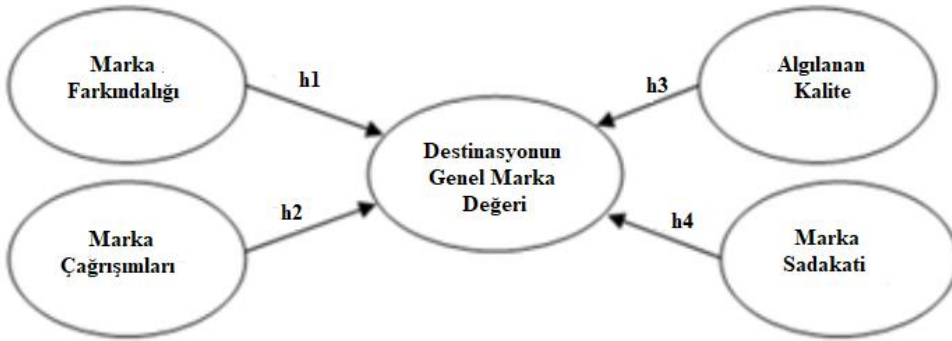 Marka
Farkındalığı
h1
Marka
Çağrışımları
h2
Destinasyonun
Genel Marka
Değeri
h3
Algılanan
Kalite
h4
Marka
Sadakati